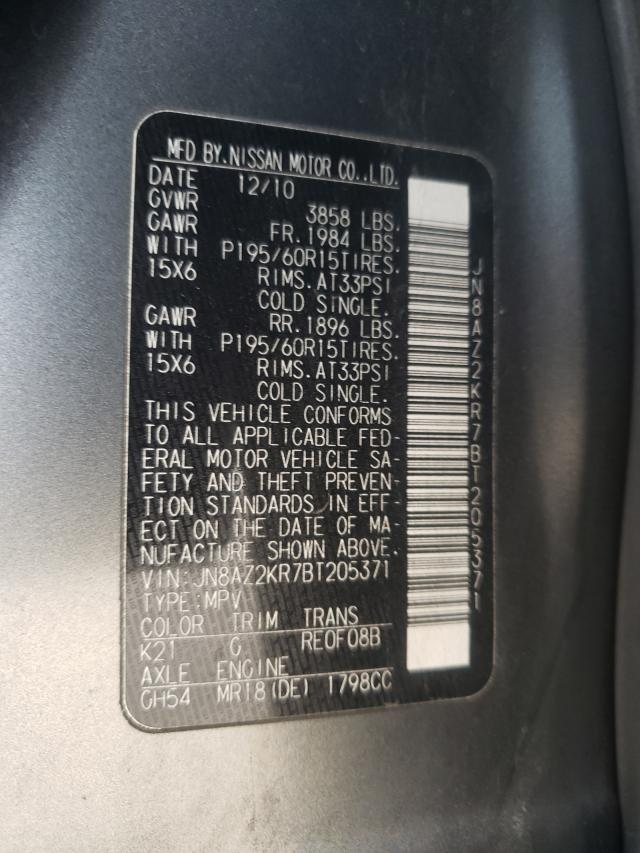 MFD BY.NISSAN MOTOR CO.,LTD.
DATE 12/10
GVWR 3858 LBS.
GAWR FR.1984 LBS.
WITH P195/60R15TIRES.
15X6 RIMS.AT33PSI
COLD SINGLE.
GAWR RR.1896 LBS.
WITH P195/60R15TIRES.
15X6 RIMS.AT33PSI
COLD SINGLE.
THIS VEHICLE CONFORMS
TO ALL APPLICABLE FED-
ERAL MOTOR VEHICLE SA-
FETY AND THEFT PREVEN-
TION STANDARDS IN EFF-
ECT ON THE DATE OF MA-
NUFACTURE SHOWN ABOVE.
VIN:JN8AZ2KR7BT205371
TYPE:MPV
COLOR TRIM TRANS
K21 G RE0F08B
AXLE ENGINE
GH54 MR18(DE) 1798CC
JN8AZ2KR7BT205371